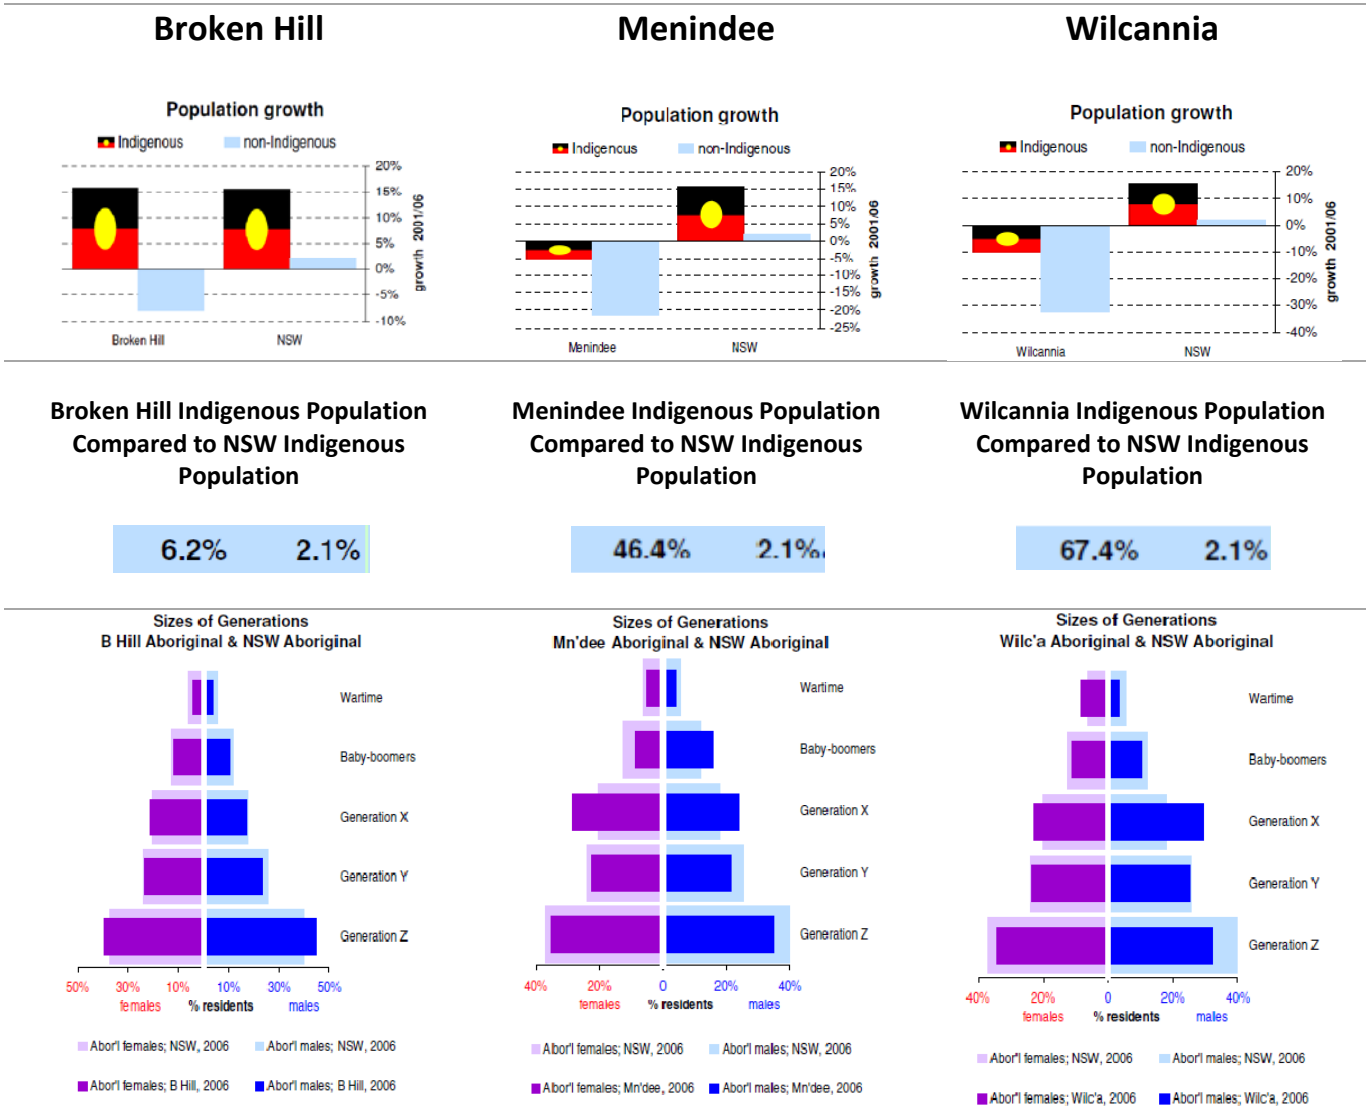 Broken Hill
Menindee
Wilcannia
Population growth
Indigenous non-Indigenous
20%
15%
10%
5%
0%
-5%
-10%
growth 2001/06
Broken Hill NSW
Population growth
Indigenous non-Indigenous
20%
15%
10%
5%
0%
-5%
-10%
-15%
-20%
-25%
growth 2001/06
Menindee NSW
Population growth
Indigenous non-Indigenous
20%
10%
0%
-10%
-20%
-30%
-40%
growth 2001/06
Wilcannia NSW
Broken Hill Indigenous Population
Compared to NSW Indigenous
Population
6.2% 2.1%
Menindee Indigenous Population
Compared to NSW Indigenous
Population
46.4% 2.1%
Wilcannia Indigenous Population
Compared to NSW Indigenous
Population
67.4% 2.1%
Sizes of Generations
B Hill Aboriginal & NSW Aboriginal
Wartime
Baby-boomers
Generation X
Generation Y
Generation Z
50% 30% 10% 10% 30% 50%
females % residents males
Abor'l females; NSW, 2006 Abor'l males; NSW, 2006
Abor'l females; B Hill, 2006 Abor'l males; B Hill, 2006
Sizes of Generations
Mn'dee Aboriginal & NSW Aboriginal
Wartime
Baby-boomers
Generation X
Generation Y
Generation Z
40% 20% 0 20% 40%
females % residents males
Abor'l females; NSW, 2006 Abor'l males; NSW, 2006
Abor'l females; Mn'dee, 2006 Abor'l males; Mn'dee, 2006
Sizes of Generations
Wilc'a Aboriginal & NSW Aboriginal
Wartime
Baby-boomers
Generation X
Generation Y
Generation Z
40% 20% 0 20% 40%
females % residents males
Abor'l females; NSW, 2006 Abor'l males; NSW, 2006
Abor'l females; Wilc'a, 2006 Abor'l males; Wilc'a, 2006